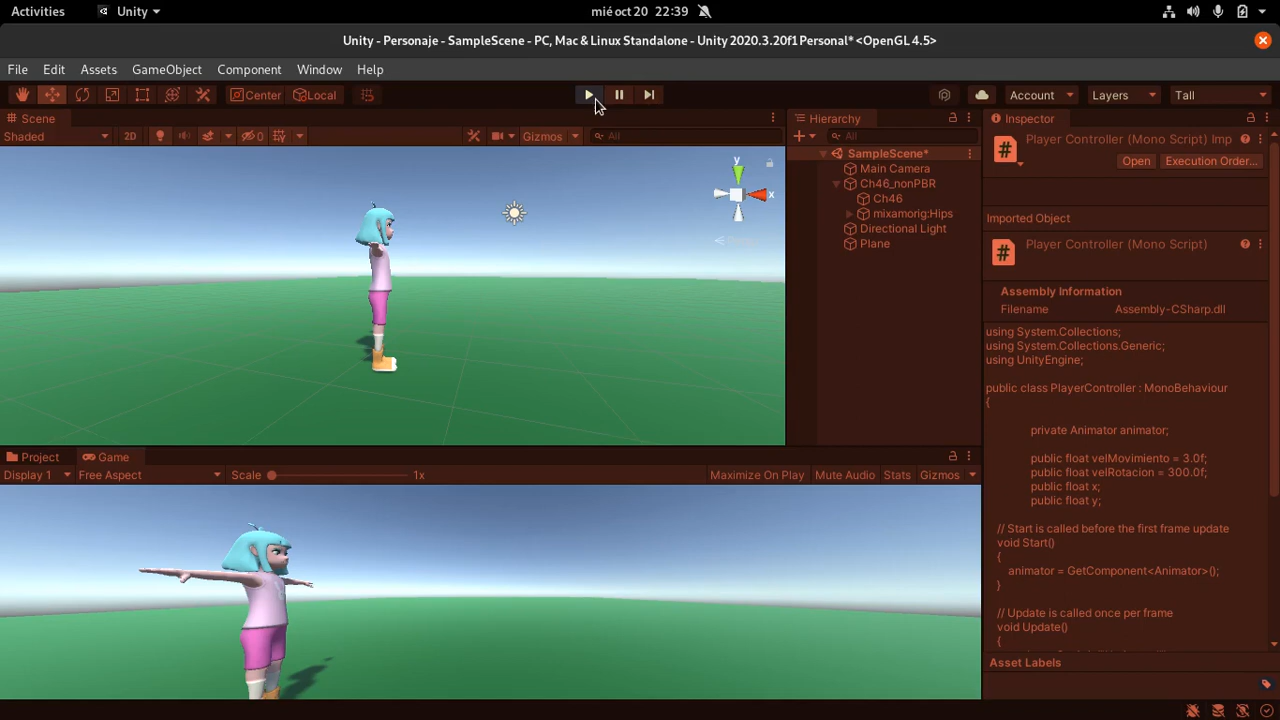 Activities Unity mié oct 20 22:39
Unity - Personaje - SampleScene - PC, Mac & Linux Standalone - Unity 2020.3.20f1 Personal* <OpenGL 4.5>
File Edit Assets GameObject Component Window Help
Center Local Account Layers Tall
Scene
Shaded 2D 0 Gizmos All
y
x
Hierarchy
All
SampleScene*
Main Camera
Ch46_nonPBR
Ch46
mixamorig:Hips
Directional Light
Plane
Inspector
Player Controller (Mono Script) Imp
Open Execution Order...
Imported Object
Player Controller (Mono Script)
Assembly Information
Filename Assembly-CSharp.dll
using System.Collections;
using System.Collections.Generic;
using UnityEngine;
public class PlayerController : MonoBehaviour
{
private Animator animator;
public float velMovimiento = 3.0f;
public float velRotacion = 300.0f;
public float x;
public float y;
// Start is called before the first frame update
void Start()
{
animator = GetComponent<Animator>();
}
// Update is called once per frame
void Update()
{
Asset Labels
Project Game
Display 1 Free Aspect Scale 1x Maximize On Play Mute Audio Stats Gizmos